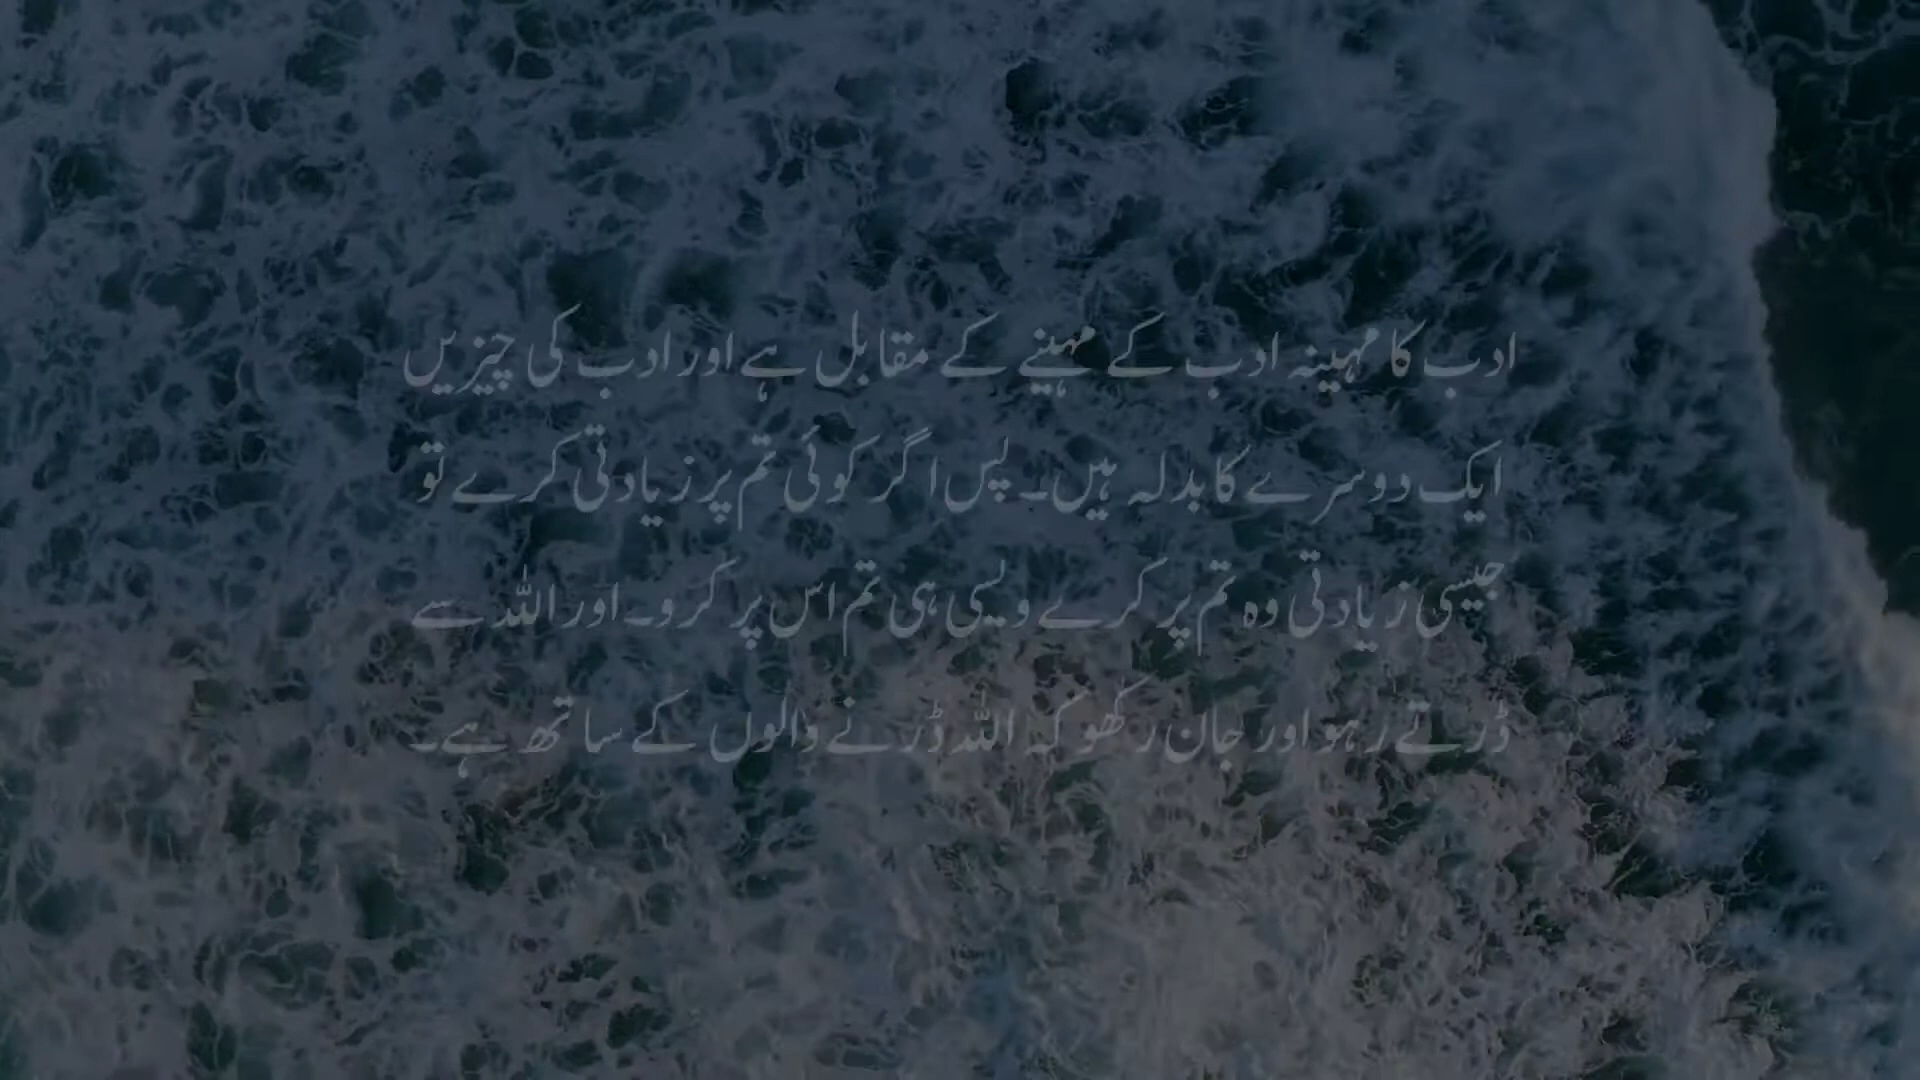 ادب کا مہینہ ادب کے مہینے کے مقابل ہے اور ادب کی چیزیں
ایک دوسرے کا بدلہ ہیں۔ پس اگر کوئی تم پر زیادتی کرے تو
جیسی زیادتی وہ تم پر کرے ویسی ہی تم اس پر کرو۔ اور اللہ سے
ڈرتے رہو اور جان رکھو کہ اللہ ڈرنے والوں کے ساتھ ہے۔